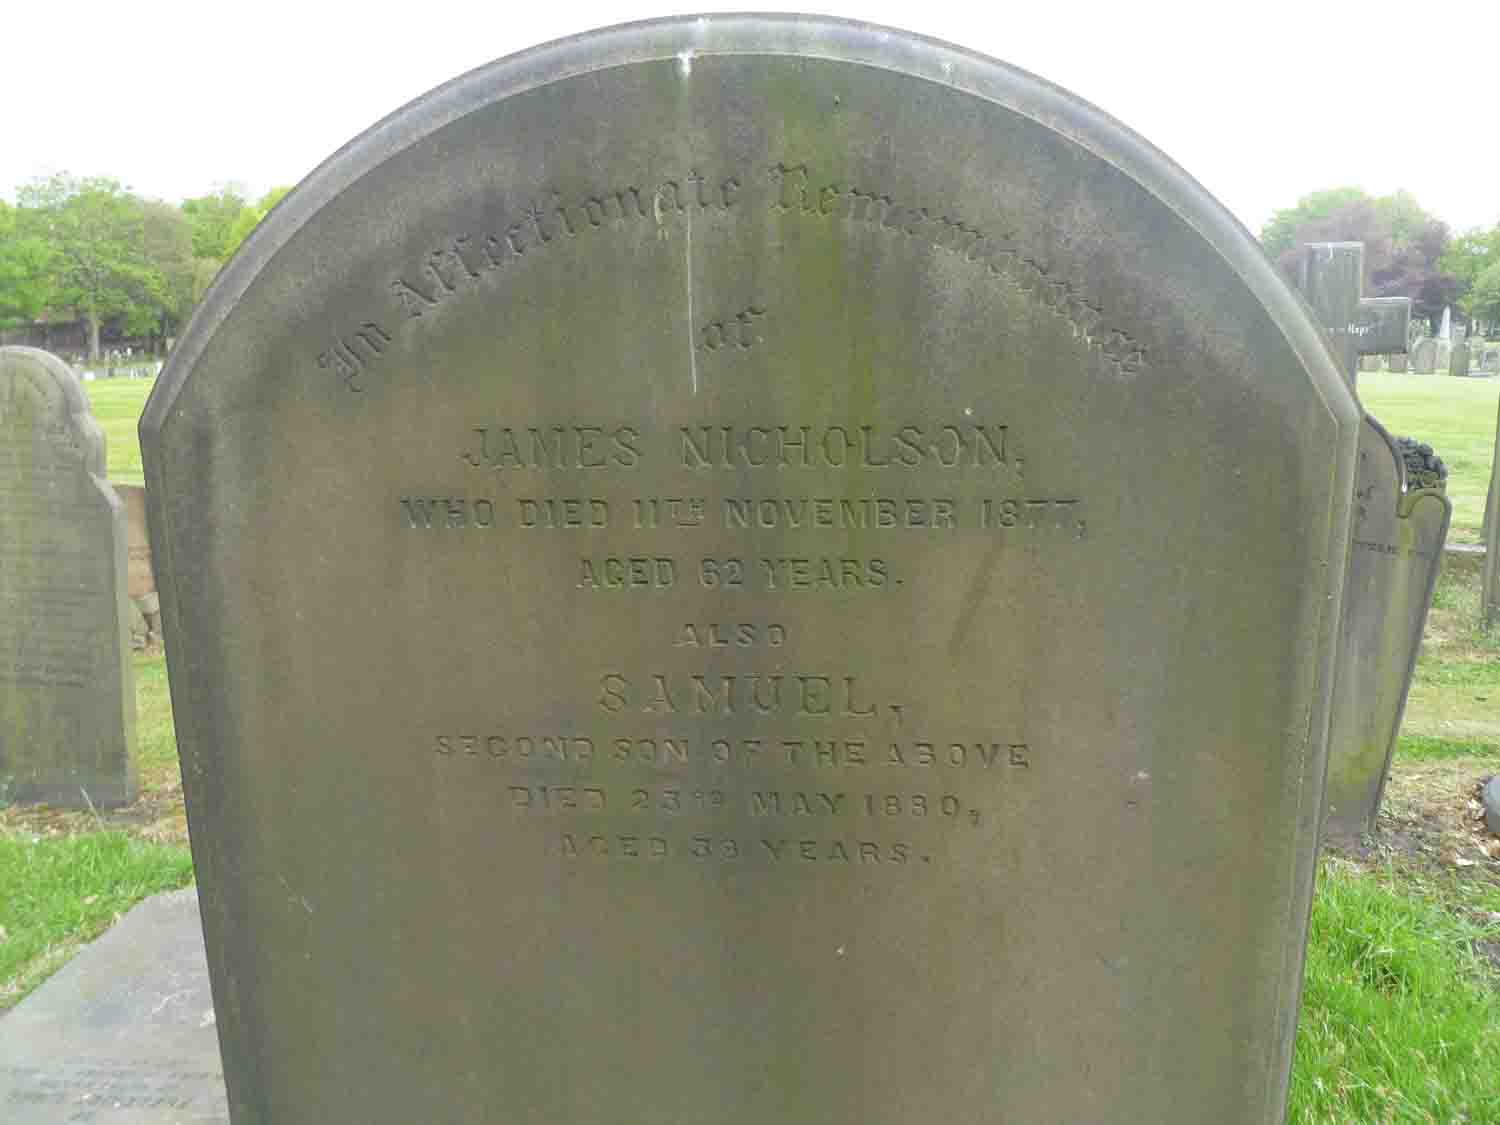 In Affectionate Remembrance
of
JAMES NICHOLSON,
WHO DIED 11TH NOVEMBER 1877,
AGED 62 YEARS.
ALSO
SAMUEL,
SECOND SON OF THE ABOVE
DIED 23RD MAY 1880,
AGED 38 YEARS.